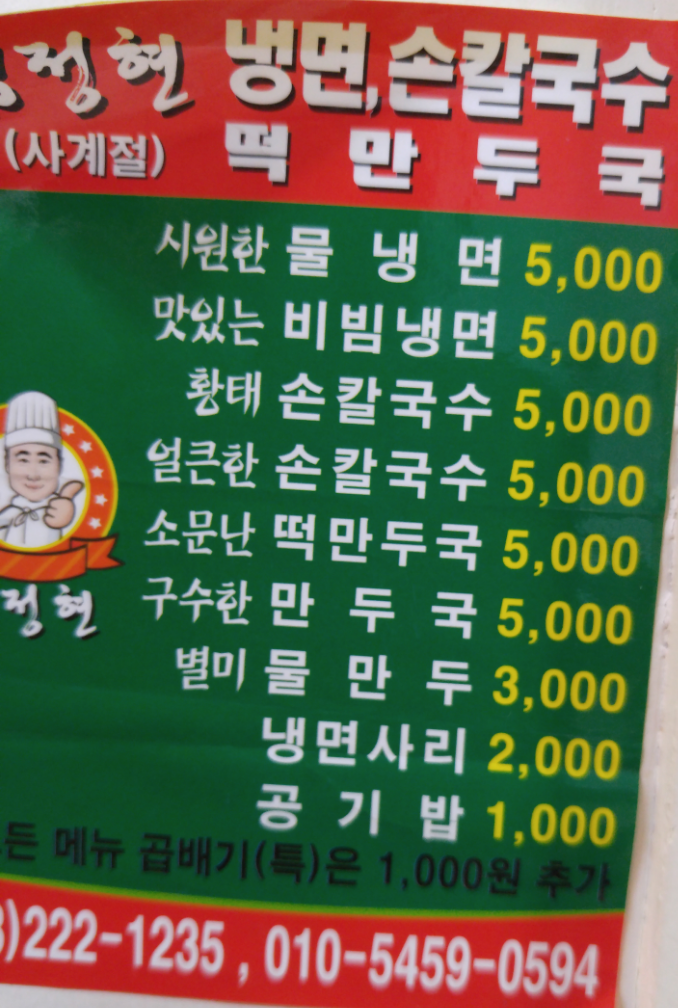 정현 냉면,손칼국수
(사계절) 떡만두국
시원한 물냉면 5,000
맛있는 비빔냉면 5,000
황태 손칼국수 5,000
얼큰한 손칼국수 5,000
소문난 떡만두국 5,000
구수한 만두국 5,000
정현
별미 물만두 3,000
냉면사리 2,000
공기밥 1,000
메뉴 곱배기(특)은 1,000원 추가
)222-1235, 010-5459-0594